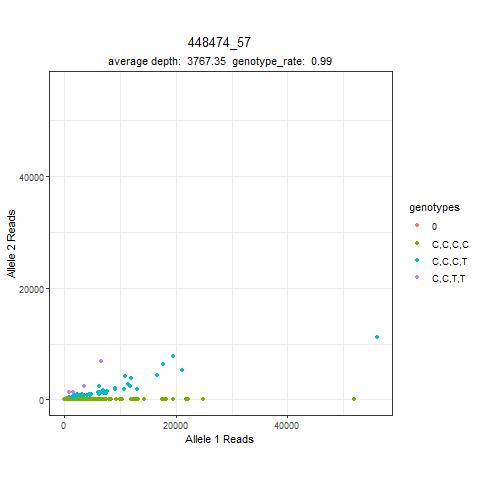 448474_57
average depth:  3767.35  genotype_rate:  0.99
Allele 2 Reads
40000
20000
0
0
20000
40000
Allele 1 Reads
genotypes
0
C,C,C,C
C,C,C,T
C,C,T,T